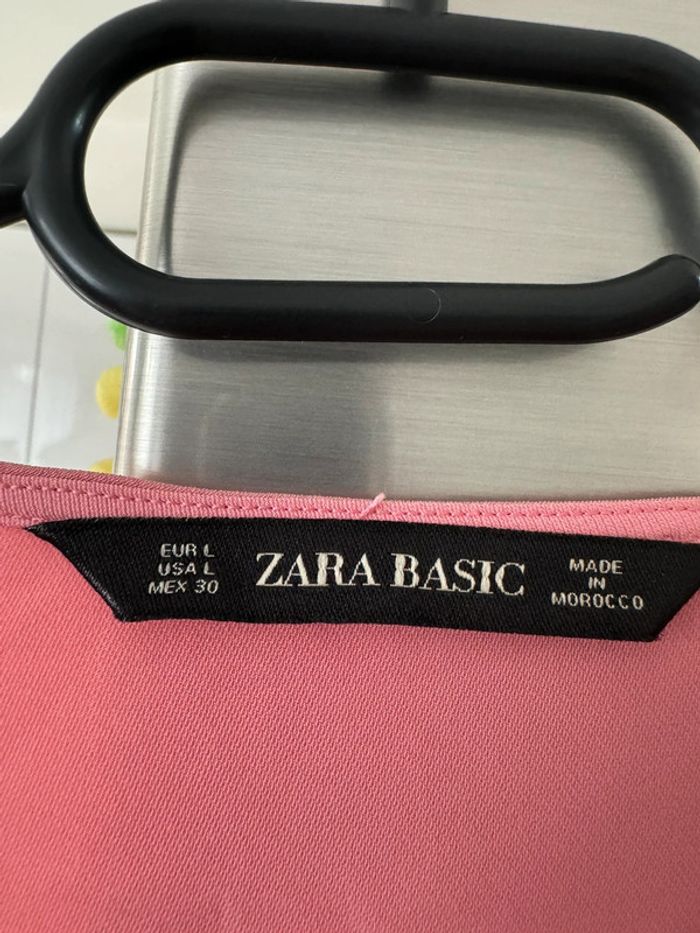 EUR L
USA L
MEX 30
ZARA BASIC
MADE
IN
MOROCCO